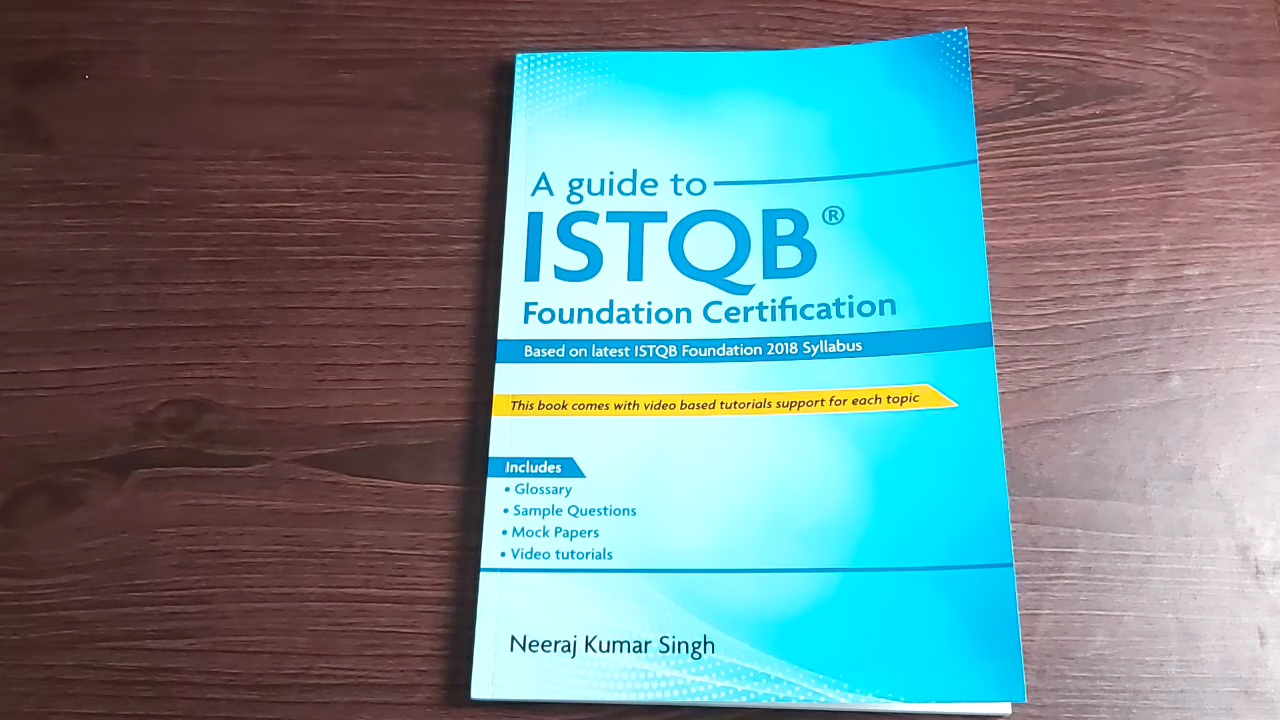 A guide to
ISTQB®
Foundation Certification
Based on latest ISTQB Foundation 2018 Syllabus
This book comes with video based tutorials support for each topic
Includes
• Glossary
• Sample Questions
• Mock Papers
• Video tutorials
Neeraj Kumar Singh